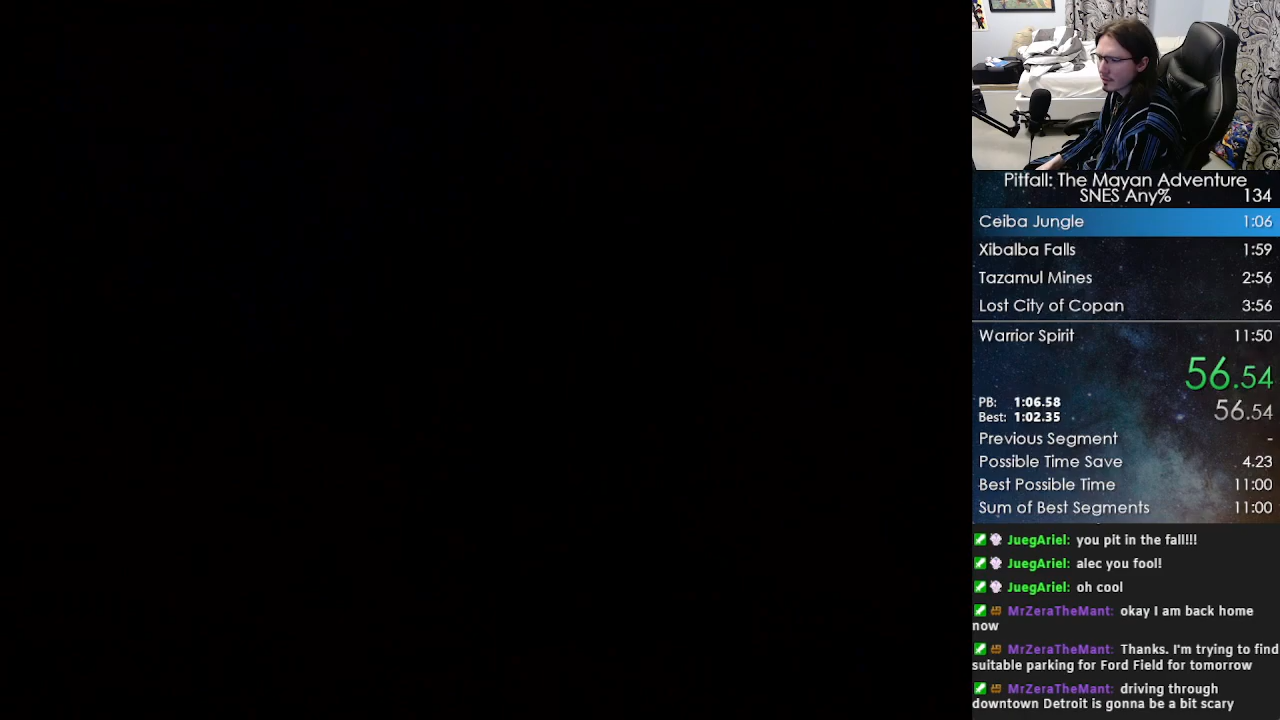 Pitfall: The Mayan Adventure
SNES Any% 134
Ceiba Jungle 1:06
Xibalba Falls 1:59
Tazamul Mines 2:56
Lost City of Copan 3:56
Warrior Spirit 11:50
56.54
PB: 1:06.58
Best: 1:02.35
56.54
Previous Segment -
Possible Time Save 4.23
Best Possible Time 11:00
Sum of Best Segments 11:00
JuegAriel: you pit in the fall!!!
JuegAriel: alec you fool!
JuegAriel: oh cool
MrZeraTheMant: okay I am back home
now
MrZeraTheMant: Thanks. I'm trying to find
suitable parking for Ford Field for tomorrow
MrZeraTheMant: driving through
downtown Detroit is gonna be a bit scary